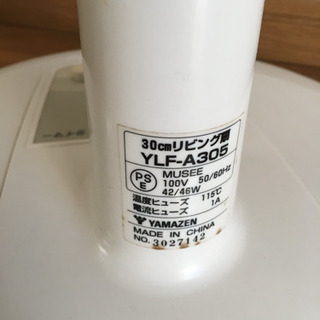 30cmリビング扇
YLF-A305
PS
E
MUSEE
100V 50/60Hz
42/46W
温度ヒューズ 115℃
電流ヒューズ 1A
YAMAZEN
MADE IN CHINA
NO. 3027142